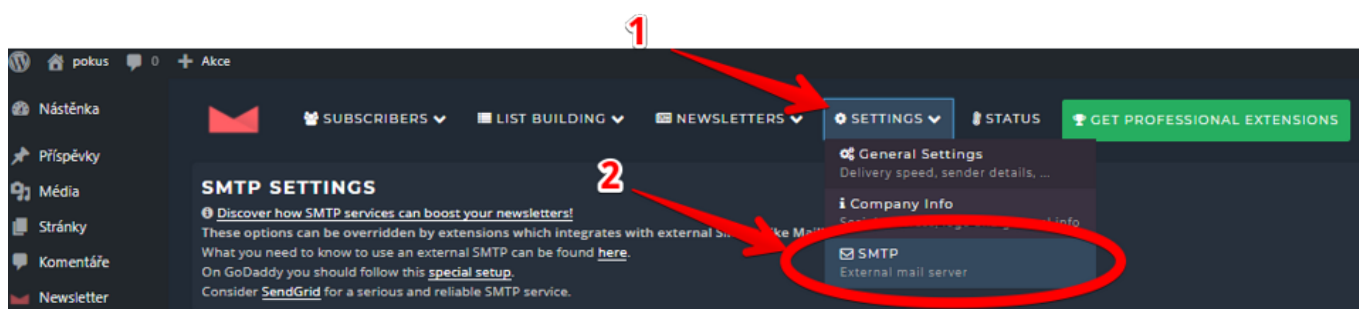 1
pokus 0 + Akce
Nástěnka
Příspěvky
Média
Stránky
Komentáře
Newsletter
SUBSCRIBERS LIST BUILDING NEWSLETTERS SETTINGS STATUS GET PROFESSIONAL EXTENSIONS
General Settings
Delivery speed, sender details, ...
Company Info
info
SMTP
External mail server
2
SMTP SETTINGS
Discover how SMTP services can boost your newsletters!
These options can be overridden by extensions which integrates with external
What you need to know to use an external SMTP can be found here.
On GoDaddy you should follow this special setup.
Consider SendGrid for a serious and reliable SMTP service.